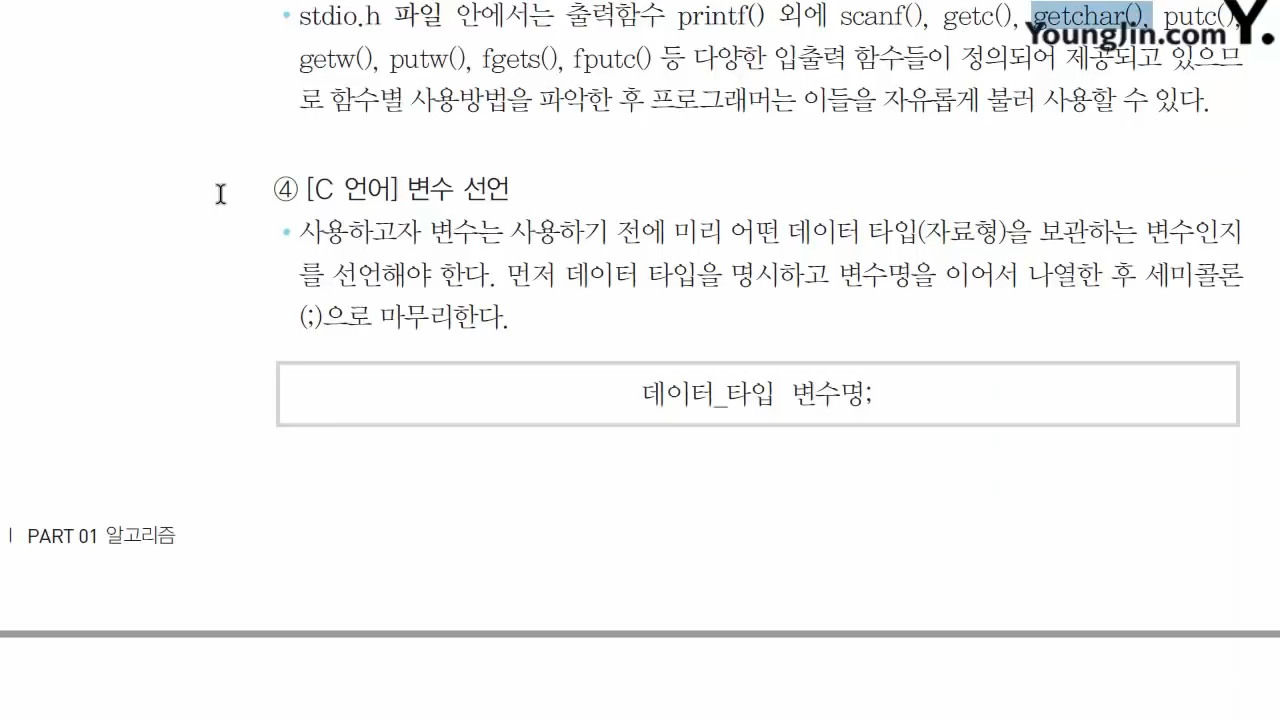 • stdio.h 파일 안에서는 출력함수 printf() 외에 scanf(), getc(), getchar(), putc(),
YoungJin.com Y.
getw(), putw(), fgets(), fputc() 등 다양한 입출력 함수들이 정의되어 제공되고 있으므
로 함수별 사용방법을 파악한 후 프로그래머는 이들을 자유롭게 불러 사용할 수 있다.
④ [C 언어] 변수 선언
• 사용하고자 변수는 사용하기 전에 미리 어떤 데이터 타입(자료형)을 보관하는 변수인지
를 선언해야 한다. 먼저 데이터 타입을 명시하고 변수명을 이어서 나열한 후 세미콜론
(;)으로 마무리한다.
데이터_타입 변수명;
| PART 01 알고리즘